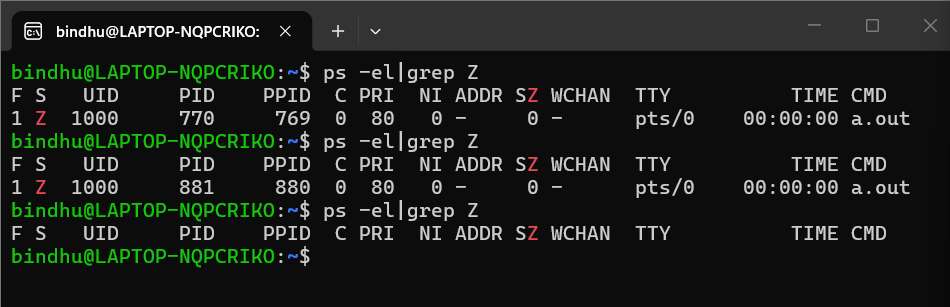 bindhu@LAPTOP-NQPCRIKO:
bindhu@LAPTOP-NQPCRIKO:~$ ps -el|grep Z
F S   UID     PID    PPID  C PRI  NI ADDR SZ WCHAN  TTY          TIME CMD
1 Z  1000     770     769  0  80   0 -     0 -      pts/0    00:00:00 a.out
bindhu@LAPTOP-NQPCRIKO:~$ ps -el|grep Z
F S   UID     PID    PPID  C PRI  NI ADDR SZ WCHAN  TTY          TIME CMD
1 Z  1000     881     880  0  80   0 -     0 -      pts/0    00:00:00 a.out
bindhu@LAPTOP-NQPCRIKO:~$ ps -el|grep Z
F S   UID     PID    PPID  C PRI  NI ADDR SZ WCHAN  TTY          TIME CMD
bindhu@LAPTOP-NQPCRIKO:~$